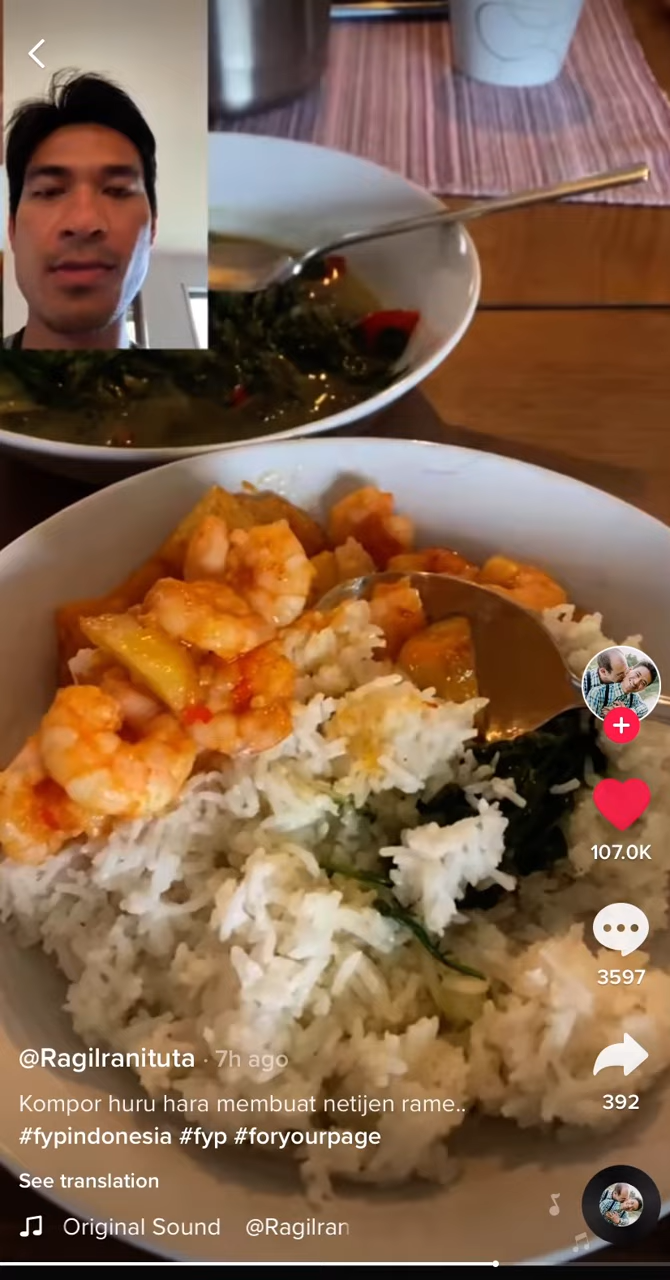 107.0K
3597
392
@Ragilranituta · 7h ago
Kompor huru hara membuat netijen rame..
#fypindonesia #fyp #foryourpage
See translation
Original Sound @Ragilran